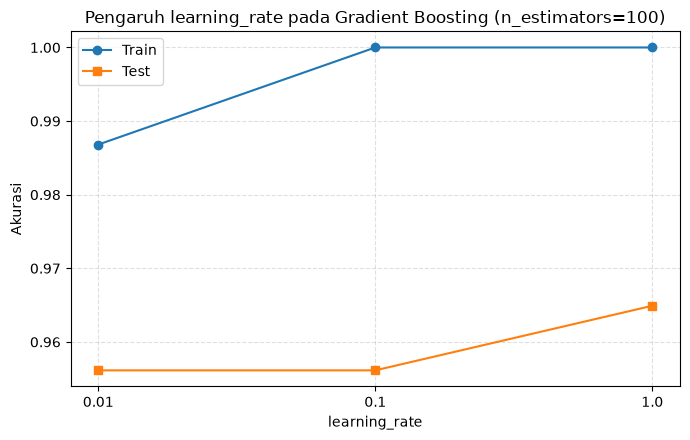 Pengaruh learning_rate pada Gradient Boosting (n_estimators=100)
Train
Test
Akurasi
1.00
0.99
0.98
0.97
0.96
0.01
0.1
1.0
learning_rate